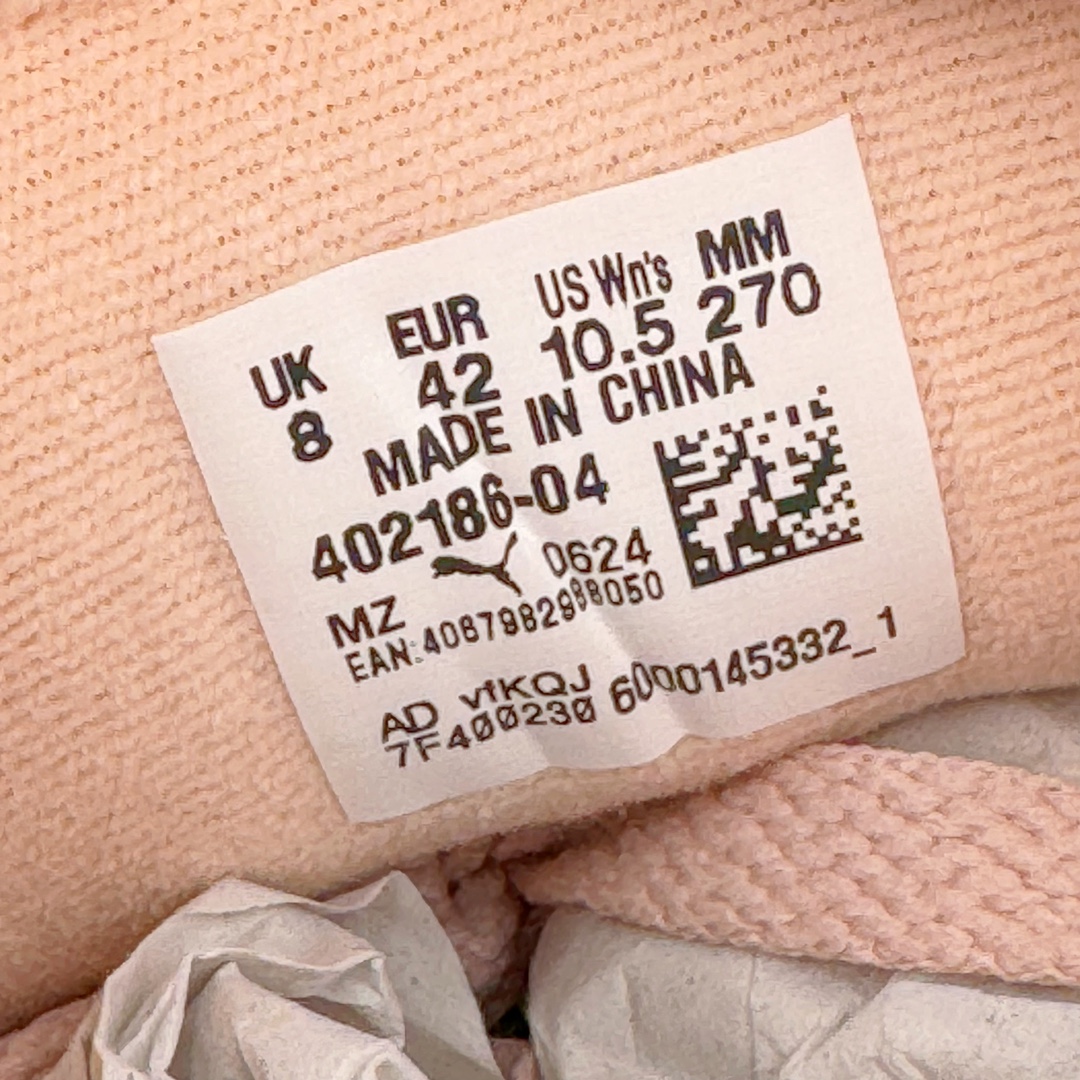 UK EUR US Wn's MM
8 42 10.5 270
MADE IN CHINA
402186-04
MZ 0624
EAN:4087982988050
AD vfKQJ
7F400230 6000145332_1